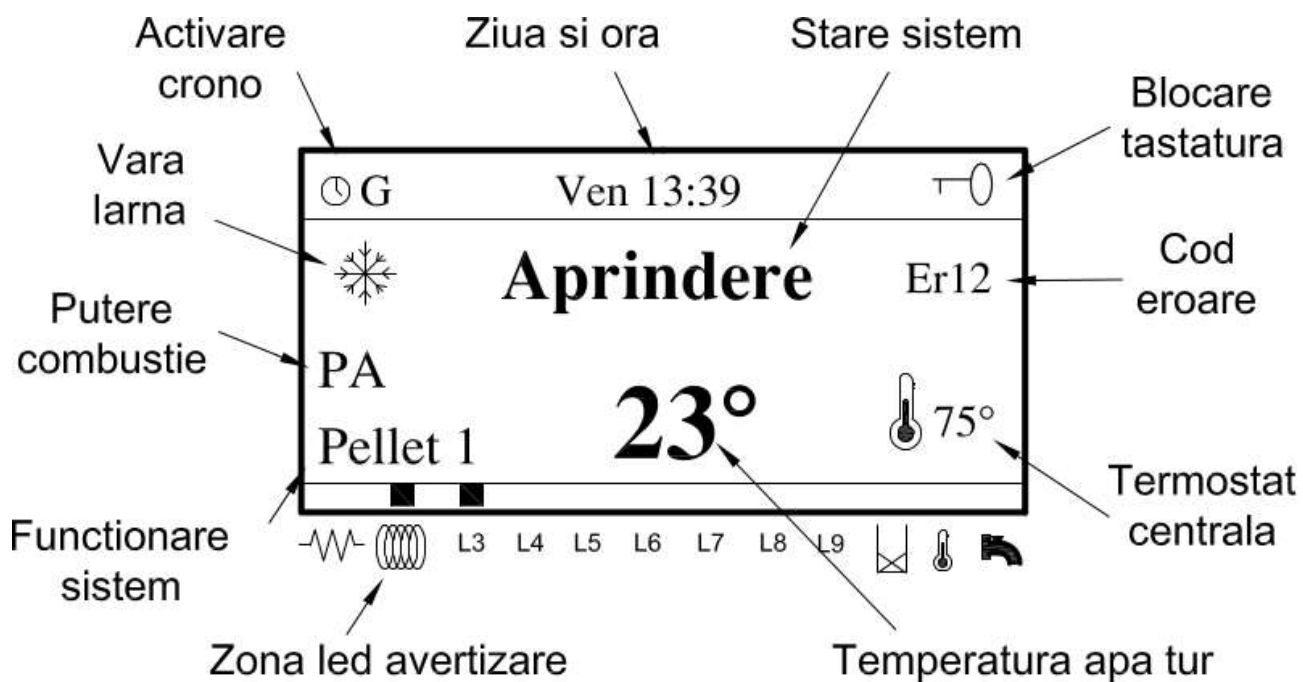 Activare
crono
Ziua si ora
Stare sistem
Blocare
tastatura
Vara
Iarna
G
Ven 13:39
Aprindere
Er12
Cod
eroare
Putere
combustie
PA
23°
75°
Pellet 1
Termostat
centrala
Functionare
sistem
L3 L4 L5 L6 L7 L8 L9
Zona led avertizare
Temperatura apa tur